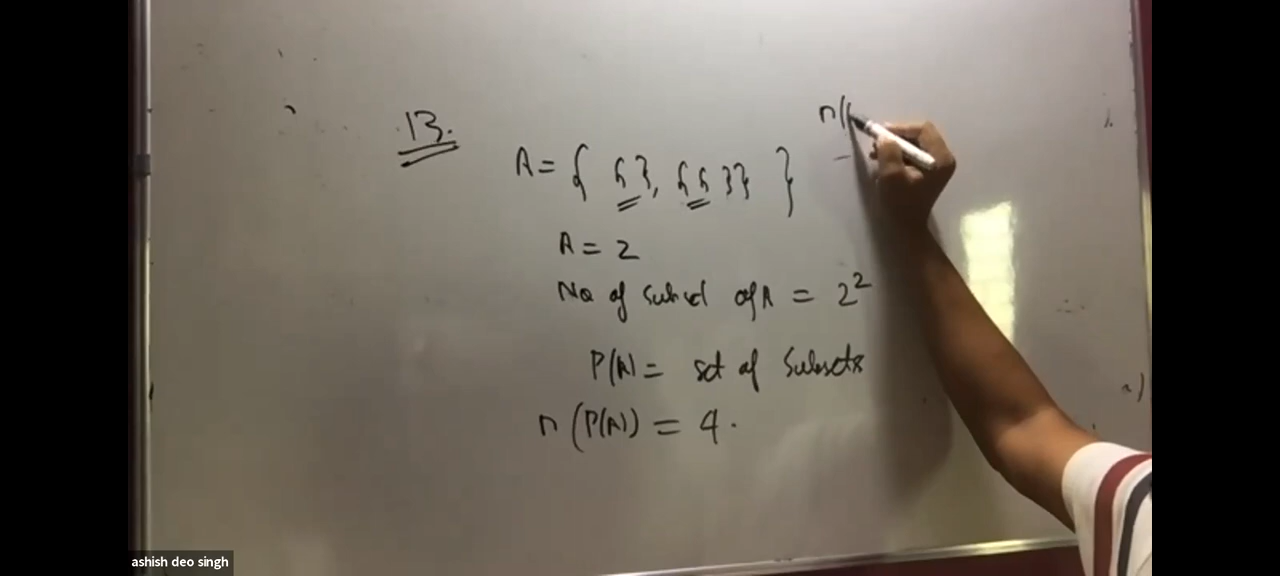 13.
n((
A = { { }, { { } } }
A = 2
No of subset of A = 2²
P(A) = set of subsets
n (P(A)) = 4.
ashish deo singh